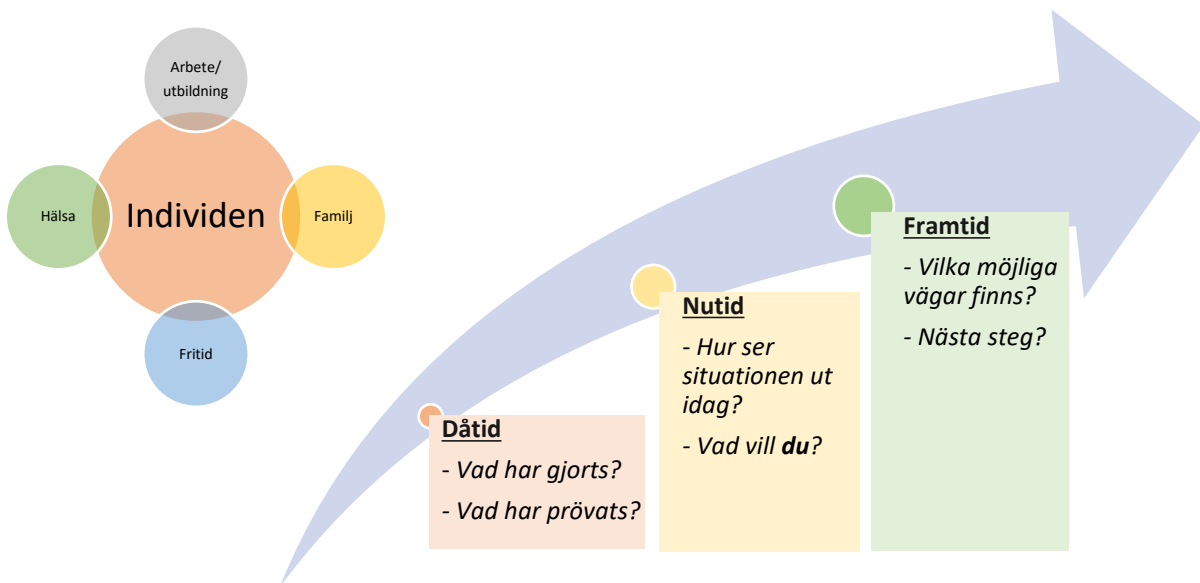 Arbete/
utbildning
Hälsa
Individen
Familj
Fritid
Dåtid
- Vad har gjorts?
- Vad har prövats?
Nutid
- Hur ser
situationen ut
idag?
- Vad vill du?
Framtid
- Vilka möjliga
vägar finns?
- Nästa steg?